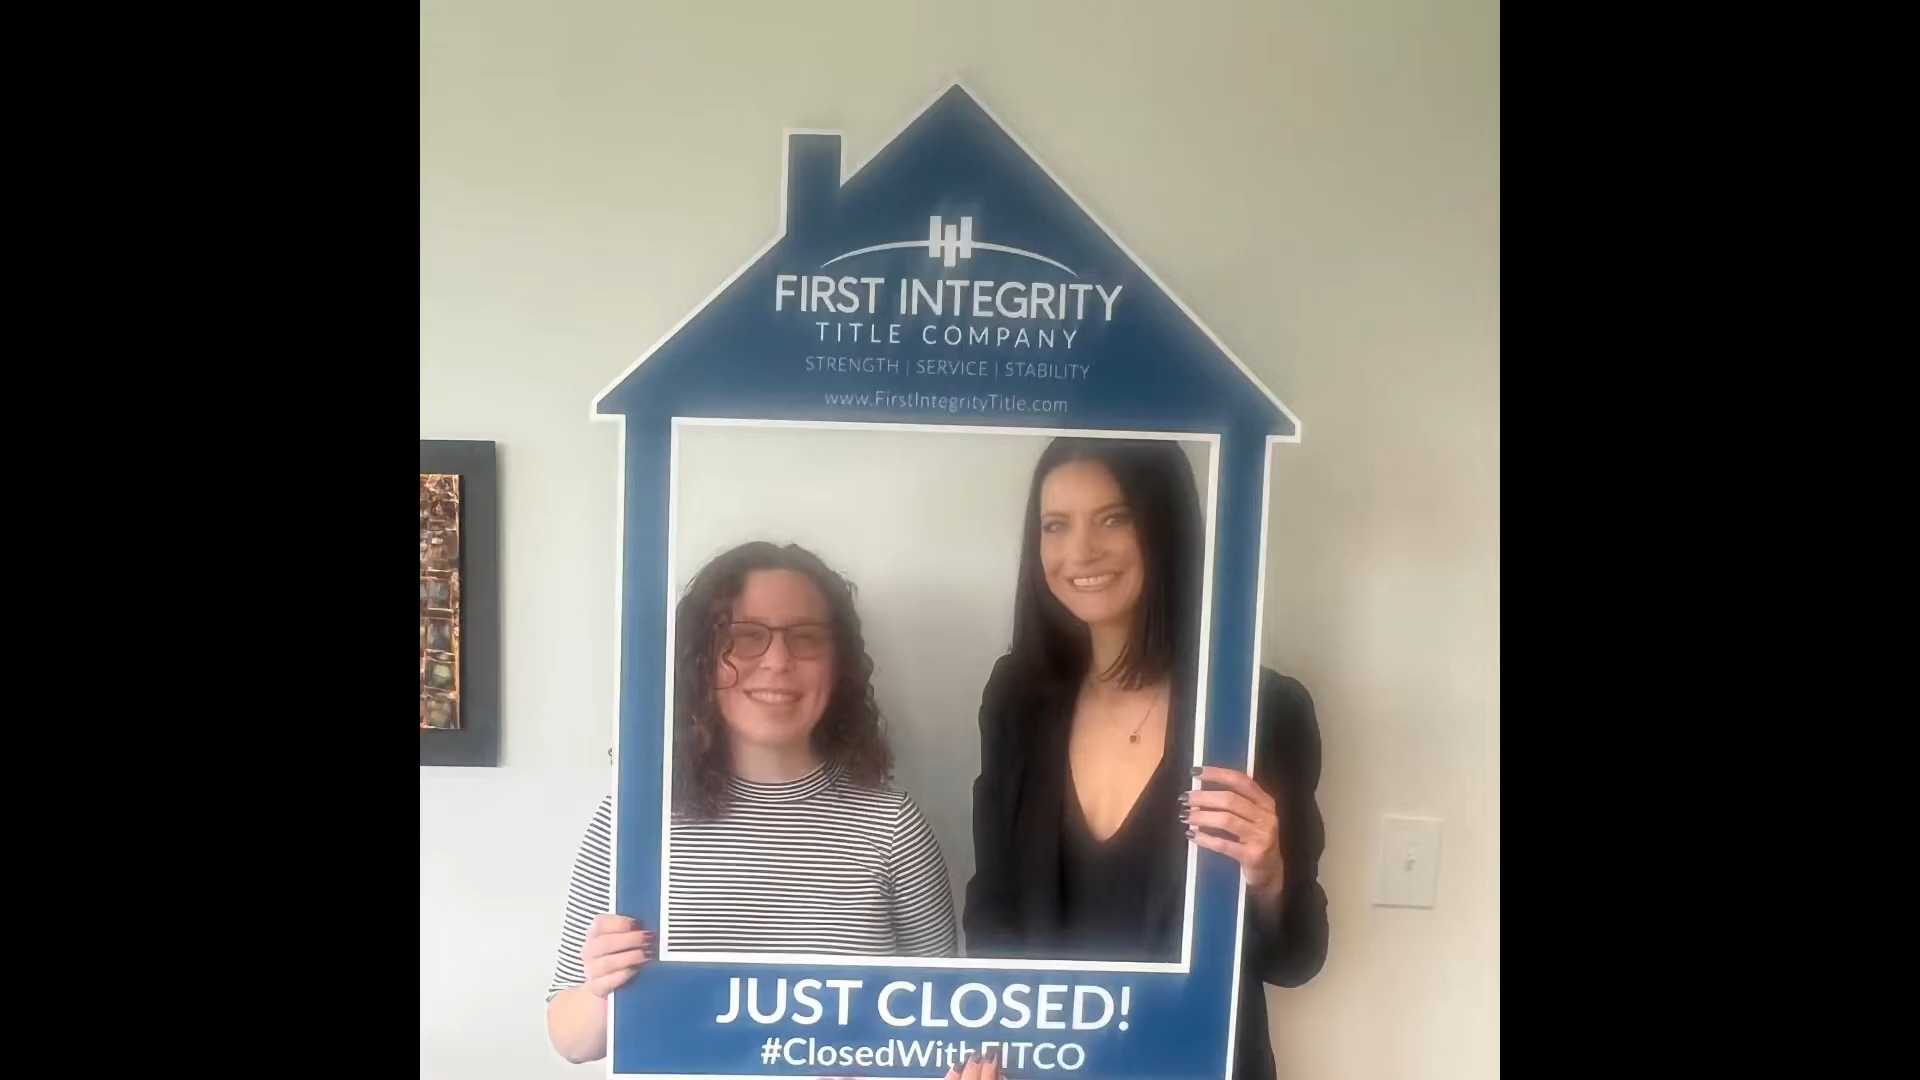 FIRST INTEGRITY
TITLE COMPANY
STRENGTH | SERVICE | STABILITY
www.FirstIntegrityTitle.com
JUST CLOSED!
#ClosedWithFITCO